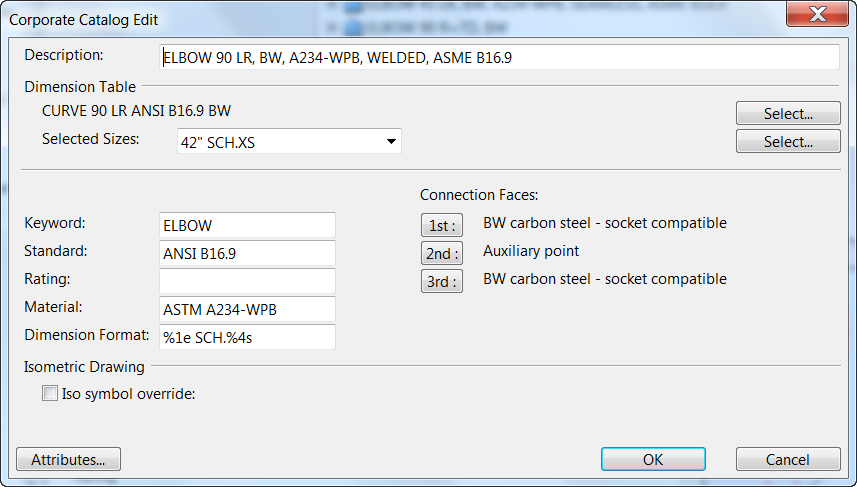 Corporate Catalog Edit
Description: ELBOW 90 LR, BW, A234-WPB, WELDED, ASME B16.9
Dimension Table
CURVE 90 LR ANSI B16.9 BW Select...
Selected Sizes: 42" SCH.XS Select...
Connection Faces:
Keyword: ELBOW 1st : BW carbon steel - socket compatible
Standard: ANSI B16.9 2nd : Auxiliary point
Rating: 3rd : BW carbon steel - socket compatible
Material: ASTM A234-WPB
Dimension Format: %1e SCH.%4s
Isometric Drawing
Iso symbol override:
Attributes... OK Cancel